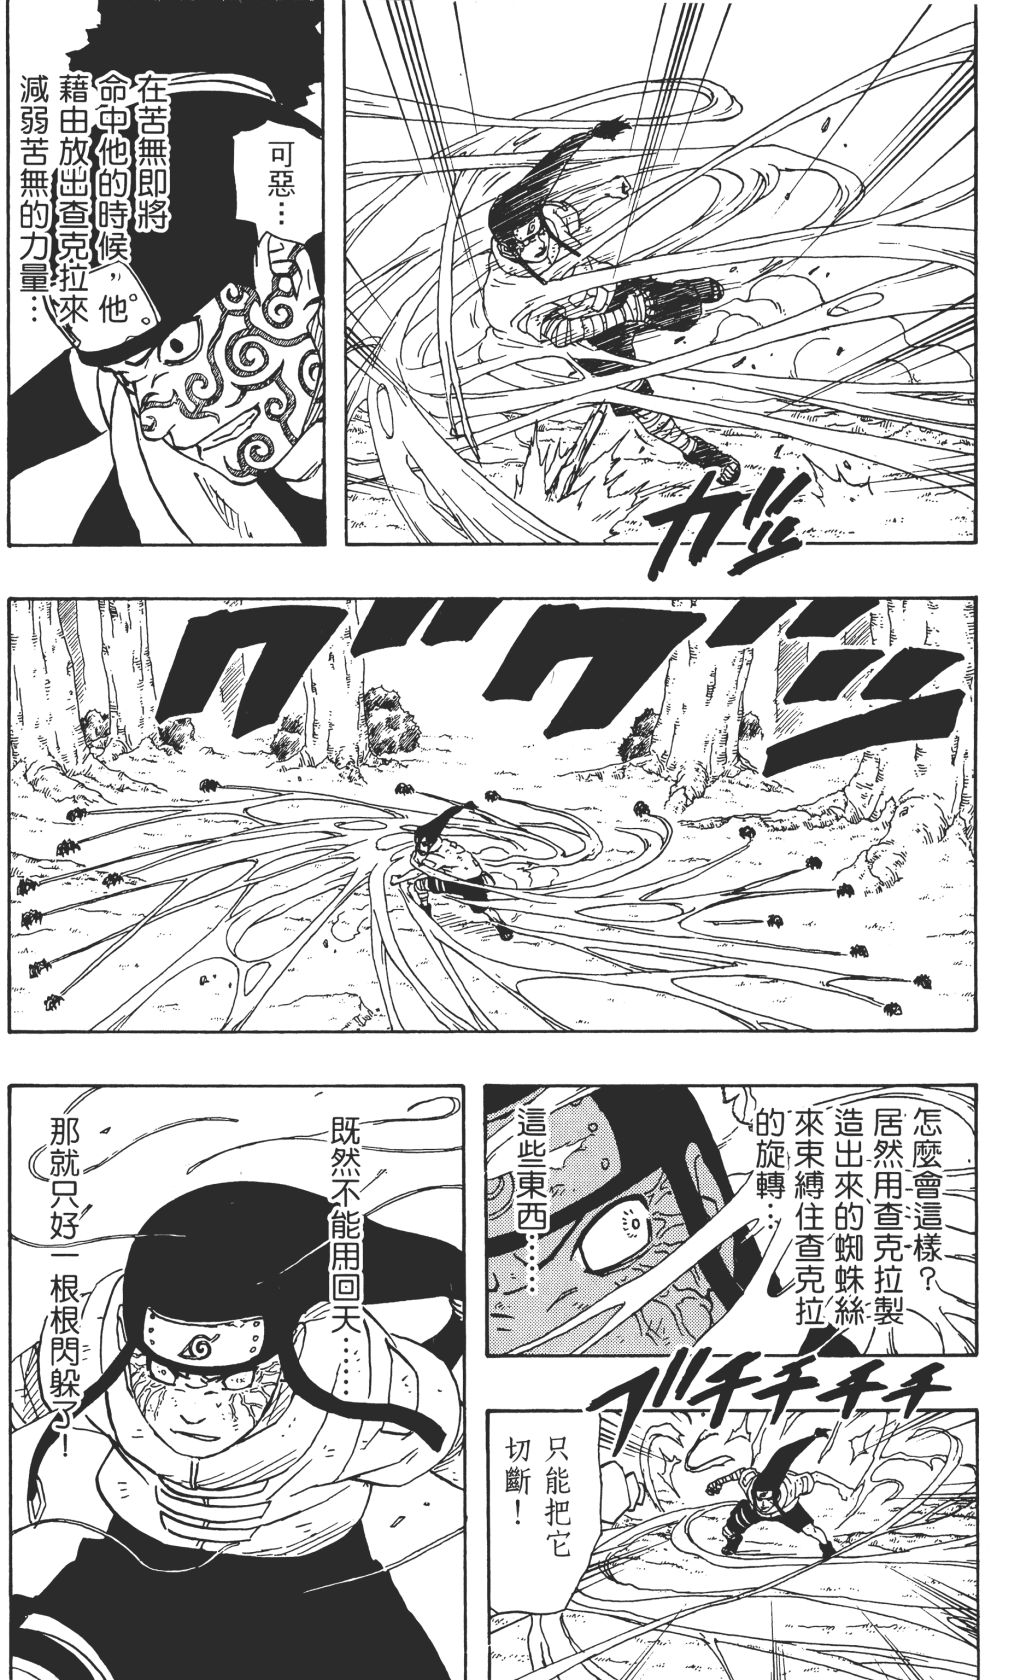 ガガッ
可惡…
在苦無即將
命中他的時候，他
藉由放出查克拉來
減弱苦無的力量…
ググッ
怎麼會這樣？
居然用查克拉製
造出來的蜘蛛絲
來束縛住查克拉
的旋轉…
這些東西……
ブチチチチ
只能把它
切斷！
既然不能用回天……
那就只好一根根閃躲了！